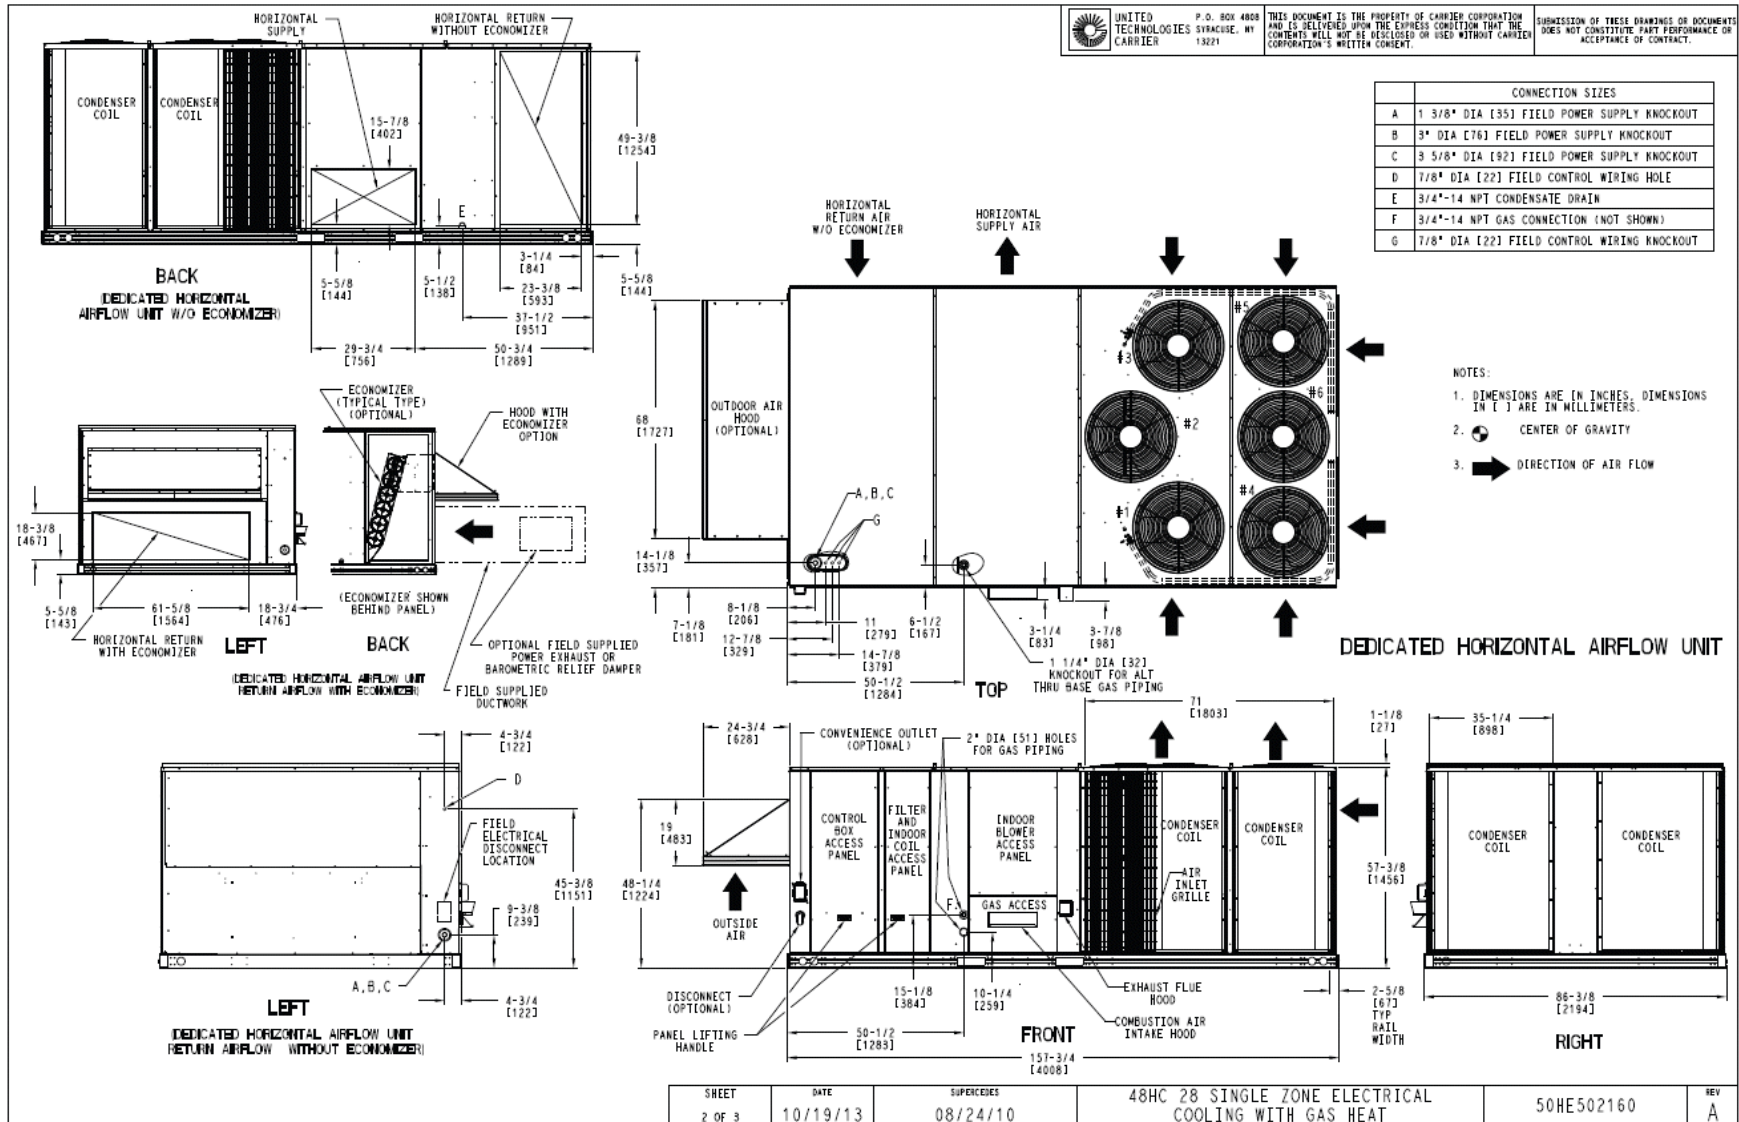 UNITED
TECHNOLOGIES
CARRIER
P.O. BOX 4808
SYRACUSE, NY
13221
THIS DOCUMENT IS THE PROPERTY OF CARRIER CORPORATION
AND IS DELIVERED UPON THE EXPRESS CONDITION THAT THE
CONTENTS WILL NOT BE DISCLOSED OR USED WITHOUT CARRIER
CORPORATION'S WRITTEN CONSENT.
SUBMISSION OF THESE DRAWINGS OR DOCUMENTS
DOES NOT CONSTITUTE PART PERFORMANCE OR
ACCEPTANCE OF CONTRACT.
CONNECTION SIZES
A 1 3/8" DIA [35] FIELD POWER SUPPLY KNOCKOUT
B 3" DIA [76] FIELD POWER SUPPLY KNOCKOUT
C 3 5/8" DIA [92] FIELD POWER SUPPLY KNOCKOUT
D 7/8" DIA [22] FIELD CONTROL WIRING HOLE
E 3/4"-14 NPT CONDENSATE DRAIN
F 3/4"-14 NPT GAS CONNECTION (NOT SHOWN)
G 7/8" DIA [22] FIELD CONTROL WIRING KNOCKOUT
HORIZONTAL
SUPPLY
HORIZONTAL RETURN
WITHOUT ECONOMIZER
CONDENSER
COIL
CONDENSER
COIL
15-7/8
[402]
49-3/8
[1254]
E
5-5/8
[144]
5-1/2
[138]
3-1/4
[84]
23-3/8
[593]
5-5/8
[144]
37-1/2
[951]
29-3/4
[756]
50-3/4
[1289]
BACK
(DEDICATED HORIZONTAL
AIRFLOW UNIT W/O ECONOMIZER)
HORIZONTAL
RETURN AIR
W/O ECONOMIZER
HORIZONTAL
SUPPLY AIR
OUTDOOR AIR
HOOD
(OPTIONAL)
68
[1727]
14-1/8
[357]
#5
#3
#6
#2
#4
#1
A,B,C
G
7-1/8
[181]
8-1/8
[206]
11
[279]
12-7/8
[329]
14-7/8
[379]
50-1/2
[1284]
6-1/2
[167]
3-1/4
[83]
3-7/8
[98]
1 1/4" DIA [32]
KNOCKOUT FOR ALT
THRU BASE GAS PIPING
TOP
NOTES:
1. DIMENSIONS ARE IN INCHES, DIMENSIONS
IN [ ] ARE IN MILLIMETERS.
2. CENTER OF GRAVITY
3. DIRECTION OF AIR FLOW
DEDICATED HORIZONTAL AIRFLOW UNIT
ECONOMIZER
(TYPICAL TYPE)
(OPTIONAL)
HOOD WITH
ECONOMIZER
OPTION
18-3/8
[467]
5-5/8
[143]
61-5/8
[1564]
18-3/4
[476]
HORIZONTAL RETURN
WITH ECONOMIZER
LEFT
(ECONOMIZER SHOWN
BEHIND PANEL)
BACK
(DEDICATED HORIZONTAL AIRFLOW UNIT
RETURN AIRFLOW WITH ECONOMIZER)
OPTIONAL FIELD SUPPLIED
POWER EXHAUST OR
BAROMETRIC RELIEF DAMPER
FIELD SUPPLIED
DUCTWORK
4-3/4
[122]
D
FIELD
ELECTRICAL
DISCONNECT
LOCATION
45-3/8
[1151]
9-3/8
[239]
A,B,C
4-3/4
[122]
LEFT
(DEDICATED HORIZONTAL AIRFLOW UNIT
RETURN AIRFLOW WITHOUT ECONOMIZER)
24-3/4
[628]
CONVENIENCE OUTLET
(OPTIONAL)
2" DIA [51] HOLES
FOR GAS PIPING
71
[1803]
1-1/8
[27]
19
[483]
48-1/4
[1224]
OUTSIDE
AIR
CONTROL
BOX
ACCESS
PANEL
FILTER
AND
INDOOR
COIL
ACCESS
PANEL
INDOOR
BLOWER
ACCESS
PANEL
F
GAS ACCESS
CONDENSER
COIL
CONDENSER
COIL
AIR
INLET
GRILLE
57-3/8
[1456]
DISCONNECT
(OPTIONAL)
PANEL LIFTING
HANDLE
15-1/8
[384]
10-1/4
[259]
50-1/2
[1283]
157-3/4
[4008]
EXHAUST FLUE
HOOD
COMBUSTION AIR
INTAKE HOOD
FRONT
2-5/8
[67]
TYP
RAIL
WIDTH
35-1/4
[898]
CONDENSER
COIL
CONDENSER
COIL
86-3/8
[2194]
RIGHT
SHEET
2 OF 3
DATE
10/19/13
SUPERCEDES
08/24/10
48HC 28 SINGLE ZONE ELECTRICAL
COOLING WITH GAS HEAT
50HE502160
REV
A